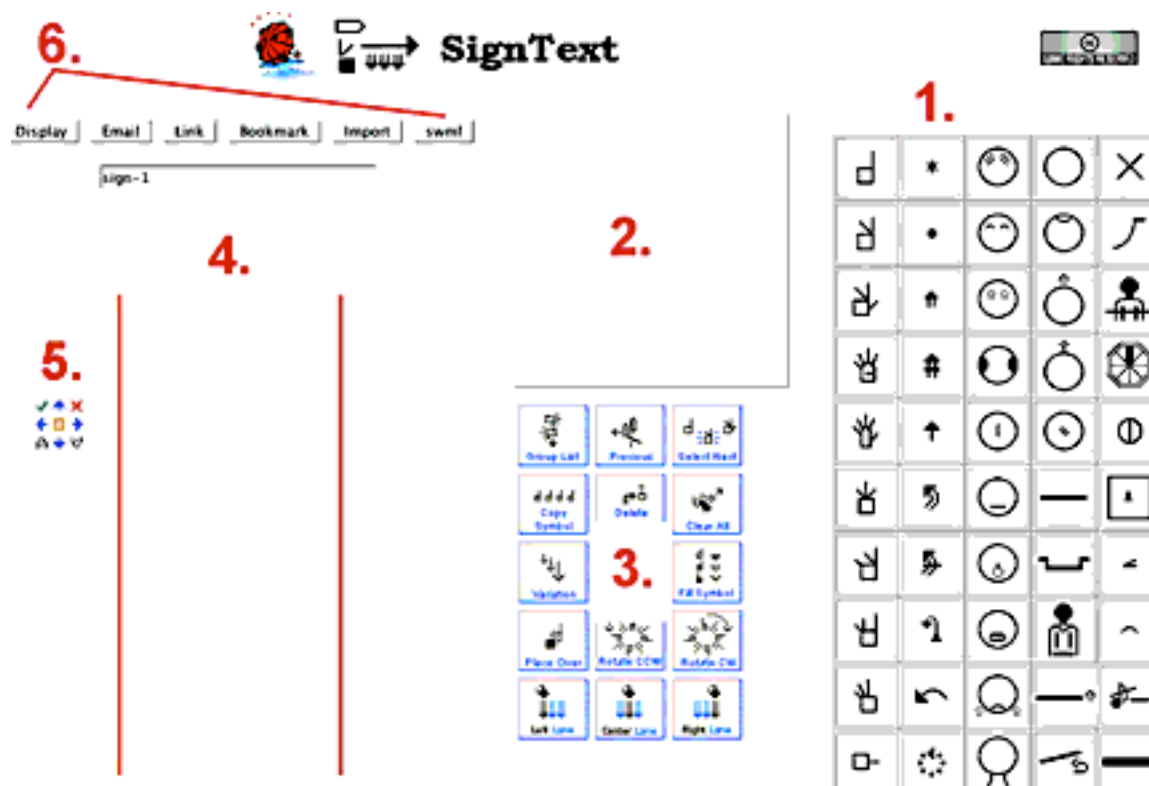 6.
SignText
1.
Display Email Link Bookmark Import swml
sign-1
2.
4.
5.
Group List Previous Select Next
Copy Symbol Delete Clear All
3.
Variation Fill Symbol
Place Over Rotate CCW Rotate CW
Left Lane Center Lane Right Lane